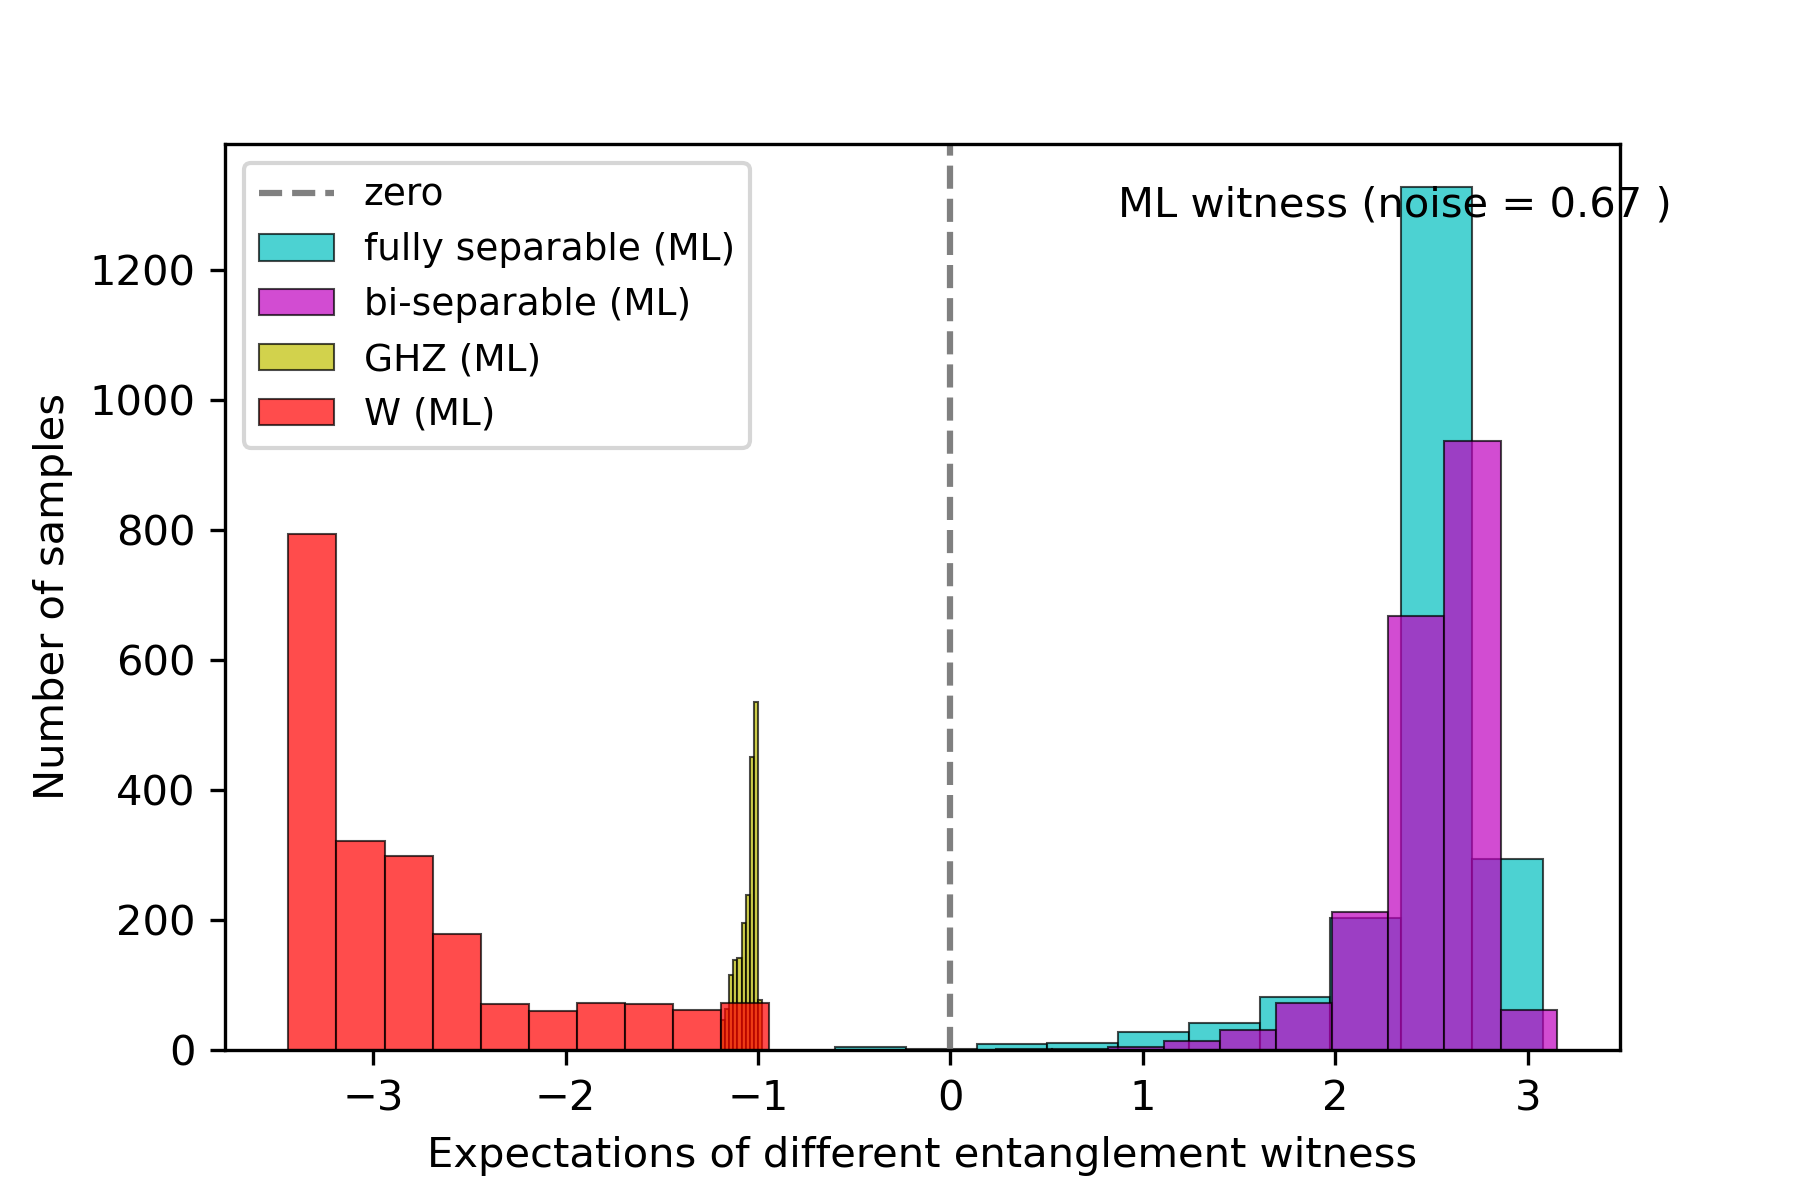 ML witness (noise = 0.67 )
zero
fully separable (ML)
bi-separable (ML)
GHZ (ML)
W (ML)
Number of samples
1200
1000
800
600
400
200
0
−3 −2 −1 0 1 2 3
Expectations of different entanglement witness